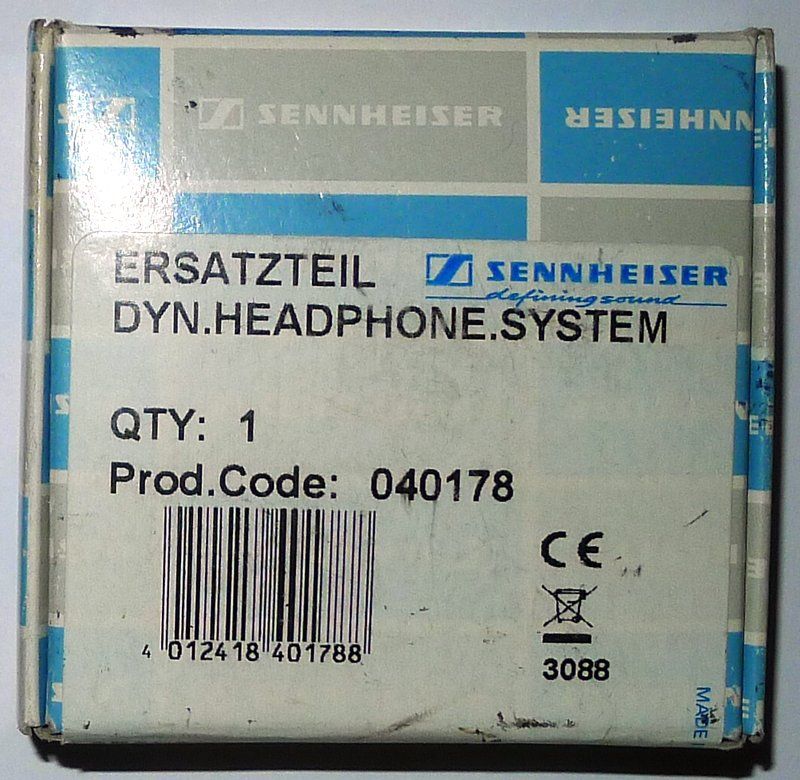 SENNHEISER
SENNHEISER
ERSATZTEIL
SENNHEISER
defining sound
DYN.HEADPHONE.SYSTEM
QTY: 1
Prod.Code: 040178
CE
4 012418 401788
3088
MADE